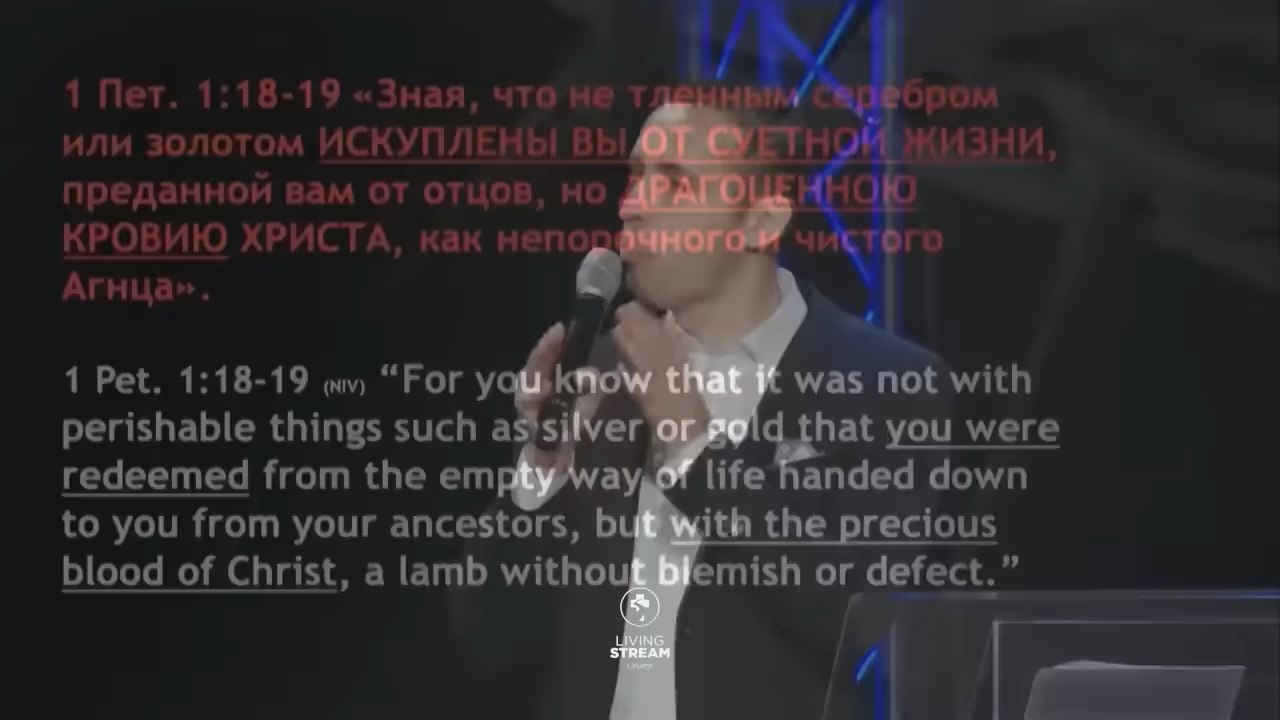 1 Пет. 1:18-19 «Зная, что не тленным серебром
или золотом ИСКУПЛЕНЫ ВЫ ОТ СУЕТНОЙ ЖИЗНИ,
преданной вам от отцов, но ДРАГОЦЕННОЮ
КРОВИЮ ХРИСТА, как непорочного и чистого
Агнца».
1 Pet. 1:18-19 (NIV) “For you know that it was not with
perishable things such as silver or gold that you were
redeemed from the empty way of life handed down
to you from your ancestors, but with the precious
blood of Christ, a lamb without blemish or defect.”
LIVING
STREAM